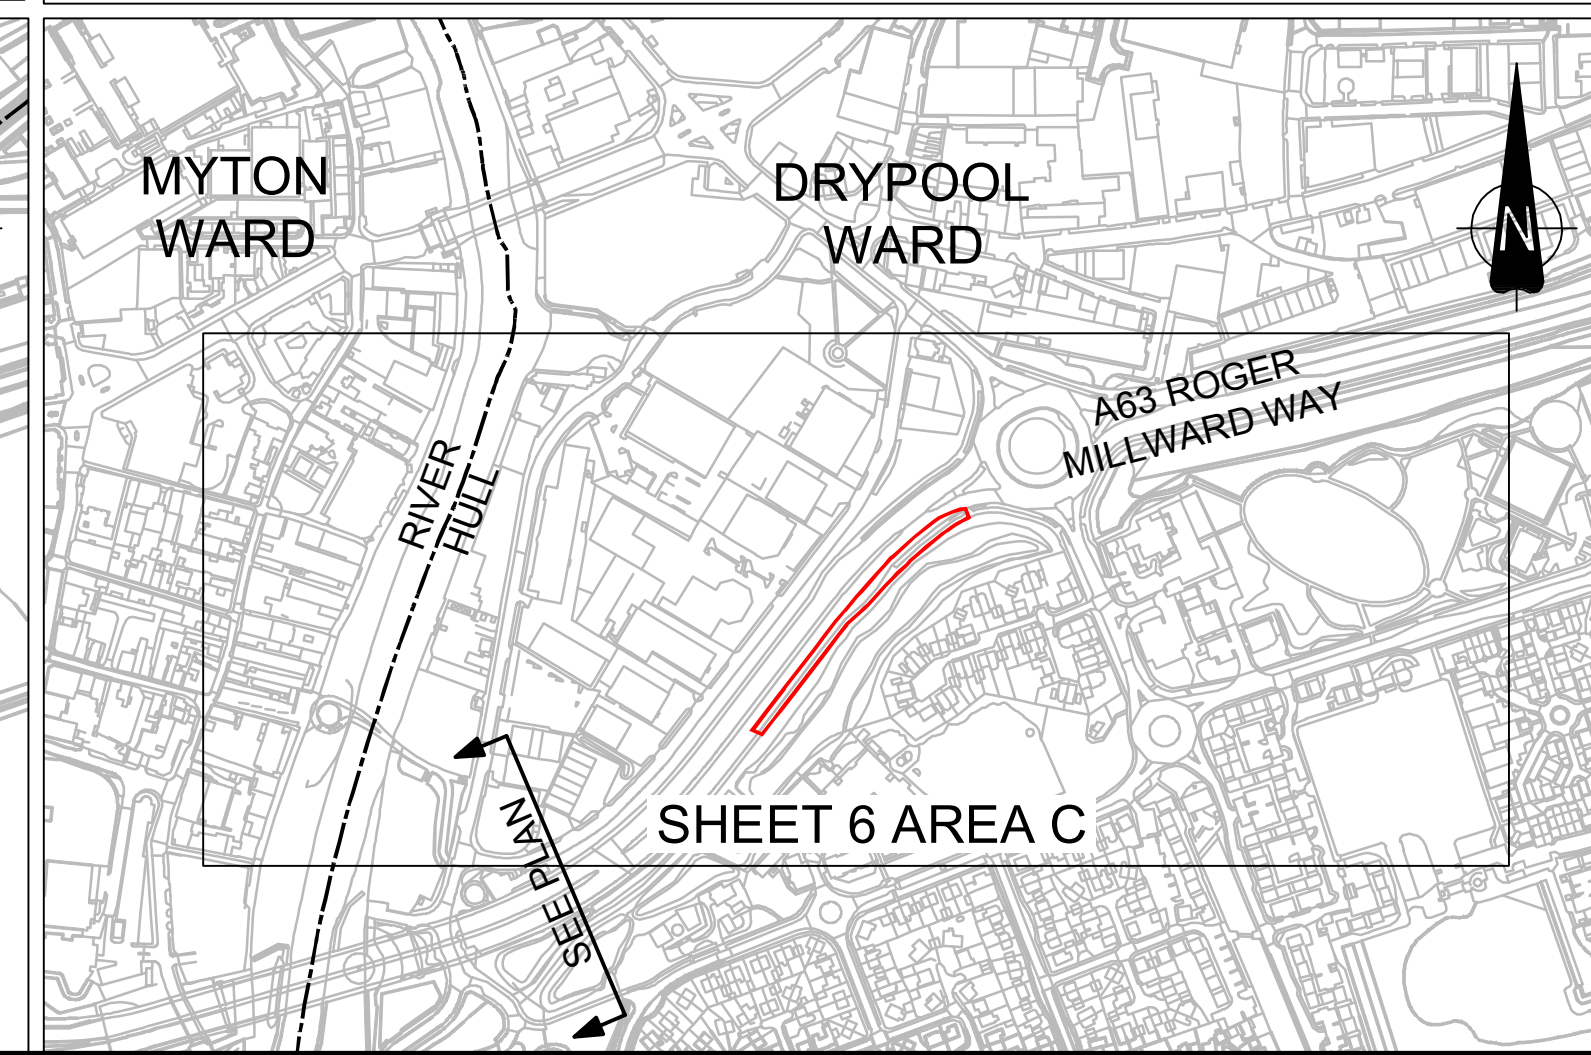 MYTON
WARD
DRYPOOL
WARD
N
A63 ROGER
MILLWARD WAY
RIVER
HULL
SHEET 6 AREA C
SEE PLAN